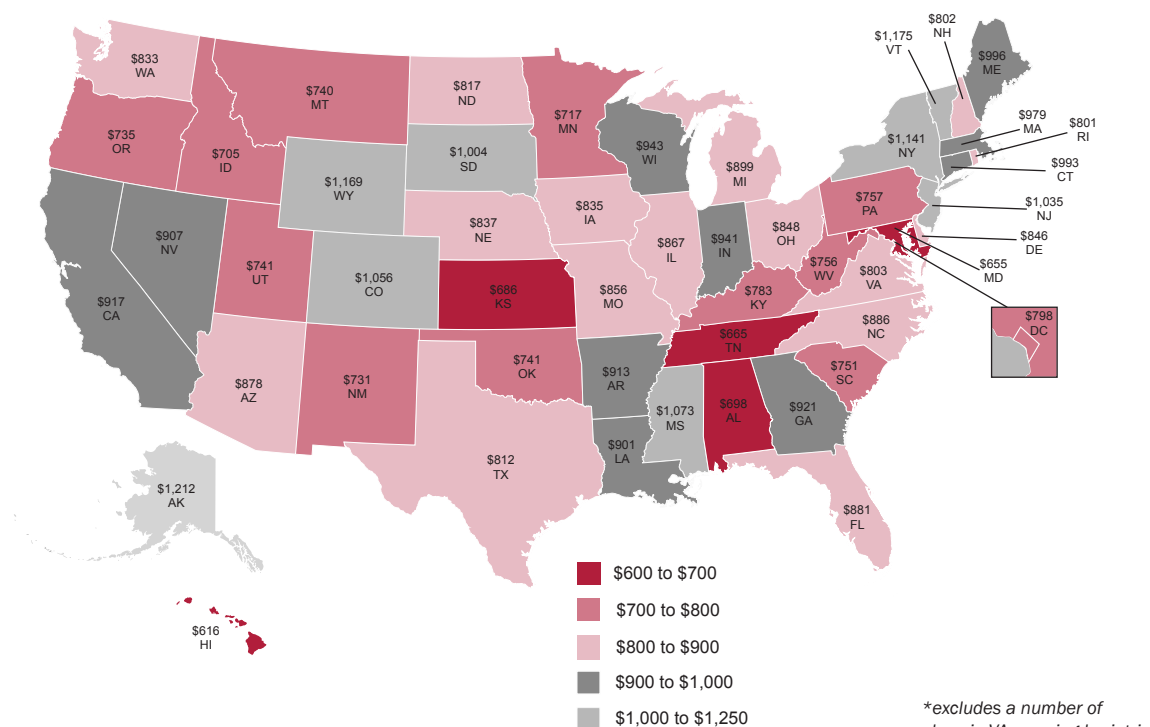 $802
NH
$1,175
VT
$996
ME
$833
WA
$817
ND
$740
MT
$717
MN
$979
MA
$801
RI
$735
OR
$705
ID
$1,004
SD
$943
WI
$1,141
NY
$993
CT
$1,169
WY
$899
MI
$757
PA
$1,035
NJ
$835
IA
$837
NE
$848
OH
$846
DE
$907
NV
$867
IL
$941
IN
$756
WV
$655
MD
$741
UT
$1,056
CO
$686
KS
$856
MO
$783
KY
$803
VA
$917
CA
$886
NC
$798
DC
$665
TN
$878
AZ
$731
NM
$741
OK
$913
AR
$751
SC
$1,073
MS
$698
AL
$921
GA
$901
LA
$812
TX
$1,212
AK
$881
FL
$616
HI
$600 to $700
$700 to $800
$800 to $900
$900 to $1,000
$1,000 to $1,250
*excludes a number of